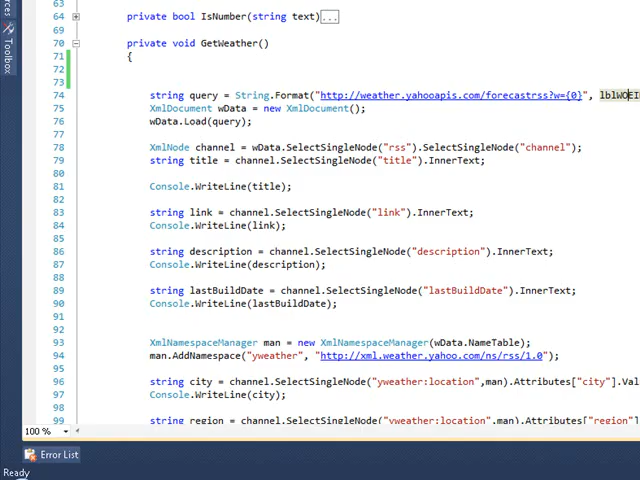 63
64 private bool IsNumber(string text)...
69
70 private void GetWeather()
71 {
72
73
74 string query = String.Format("http://weather.yahooapis.com/forecastrss?w={0}", lblWOEI
75 XmlDocument wData = new XmlDocument();
76 wData.Load(query);
77
78 XmlNode channel = wData.SelectSingleNode("rss").SelectSingleNode("channel");
79 string title = channel.SelectSingleNode("title").InnerText;
80
81 Console.WriteLine(title);
82
83 string link = channel.SelectSingleNode("link").InnerText;
84 Console.WriteLine(link);
85
86 string description = channel.SelectSingleNode("description").InnerText;
87 Console.WriteLine(description);
88
89 string lastBuildDate = channel.SelectSingleNode("lastBuildDate").InnerText;
90 Console.WriteLine(lastBuildDate);
91
92
93 XmlNamespaceManager man = new XmlNamespaceManager(wData.NameTable);
94 man.AddNamespace("yweather", "http://xml.weather.yahoo.com/ns/rss/1.0");
95
96 string city = channel.SelectSingleNode("yweather:location",man).Attributes["city"].Val
97 Console.WriteLine(city);
98
99 string region = channel.SelectSingleNode("yweather:location",man).Attributes["region"]
100 %
Error List
Ready
Toolbox